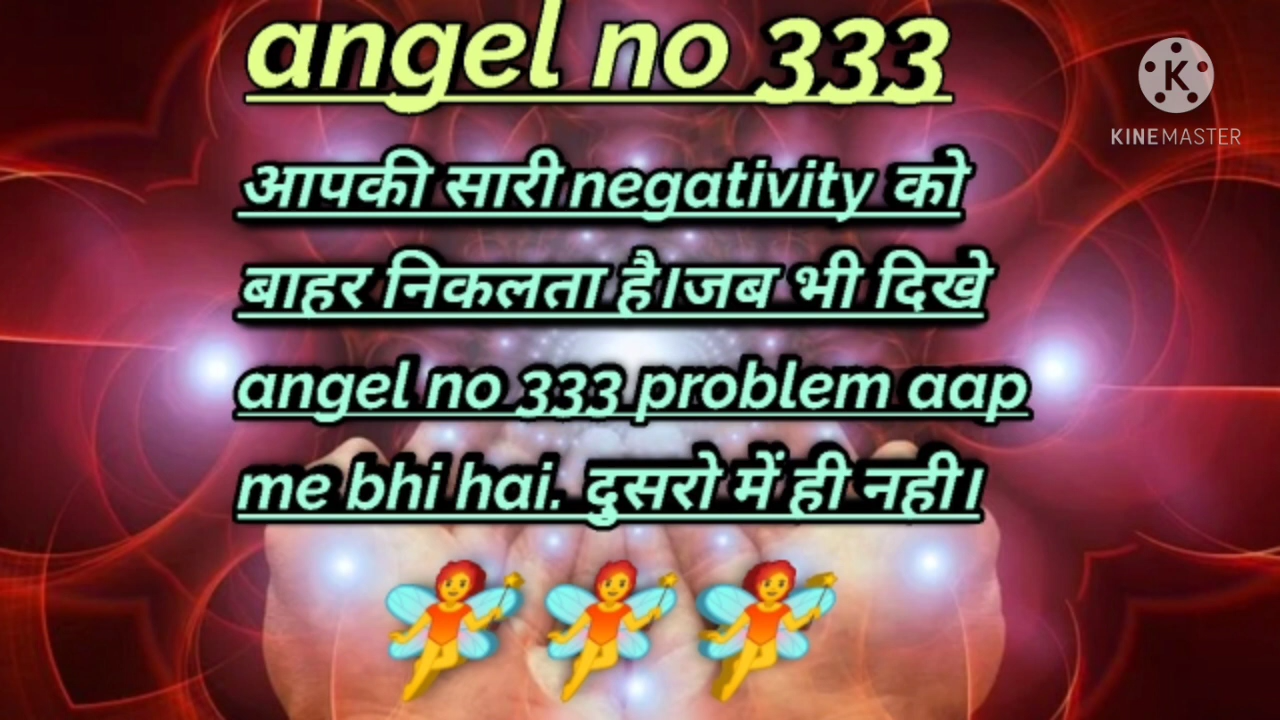 angel no 333
KINEMASTER
आपकी सारी negativity को
बाहर निकलता है।जब भी दिखे
angel no 333 problem aap
me bhi hai. दुसरो में ही नही।